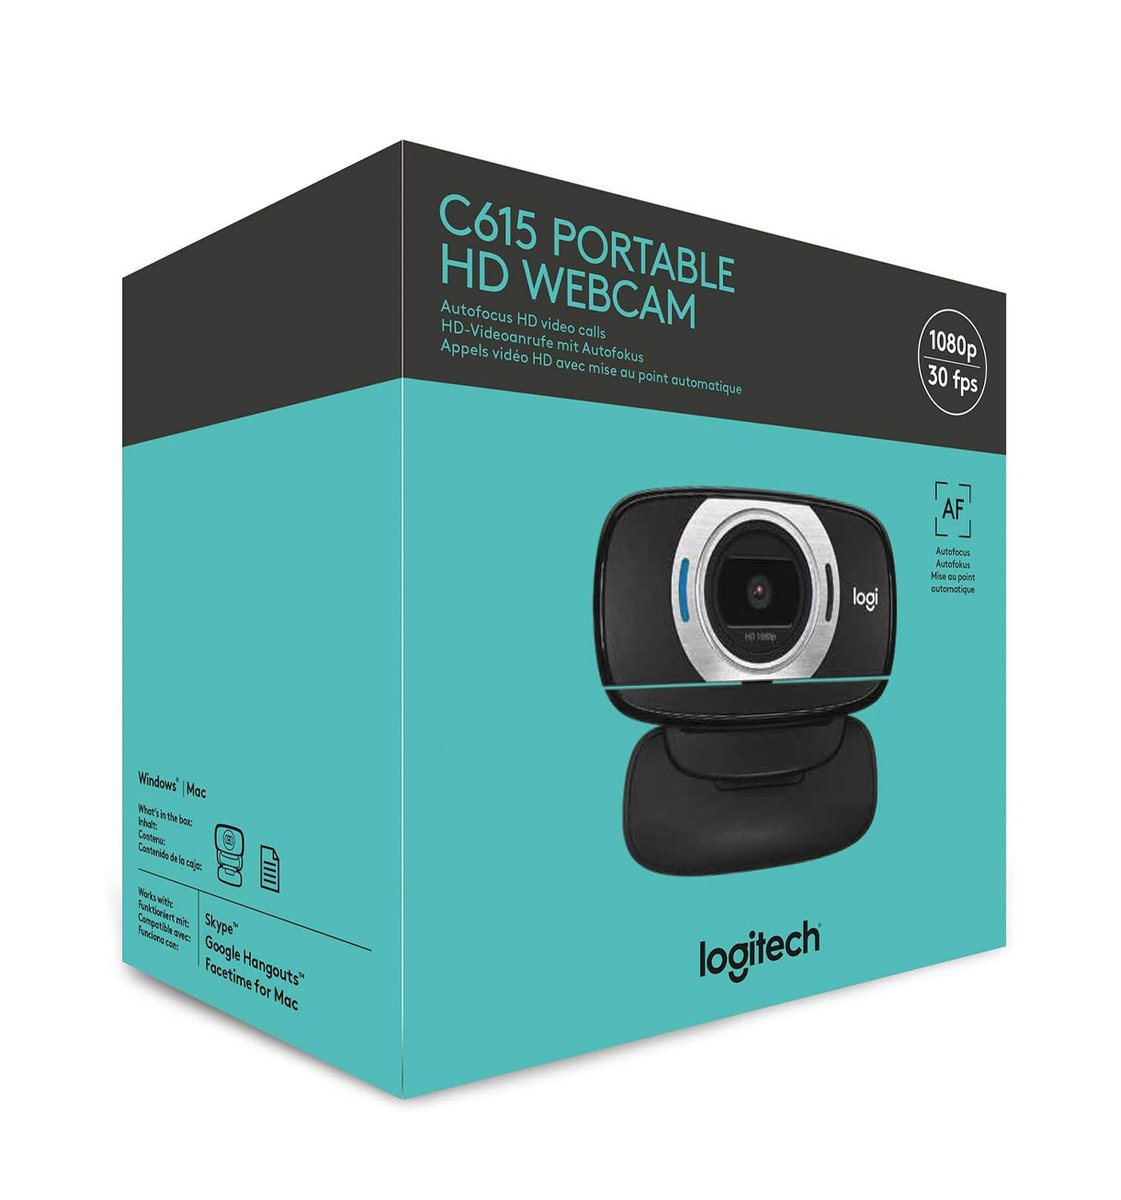 C615 PORTABLE
HD WEBCAM
Autofocus HD video calls
HD-Videoanrufe mit Autofokus
Appels vidéo HD avec mise au point automatique
1080p
30 fps
AF
Autofocus
Autofokus
Mise au point
automatique
logi
HD 1080p
logitech
Windows® | Mac
What's in the box:
Inhalt:
Contenu:
Contenido de la caja:
Works with:
Funktioniert mit:
Compatible avec:
Funciona con:
Skype™
Google Hangouts™
Facetime for Mac